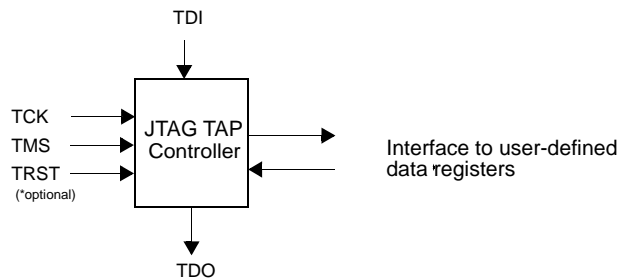 TDI
TCK
TMS
TRST
(*optional)
JTAG TAP
Controller
Interface to user-defined
data registers
TDO